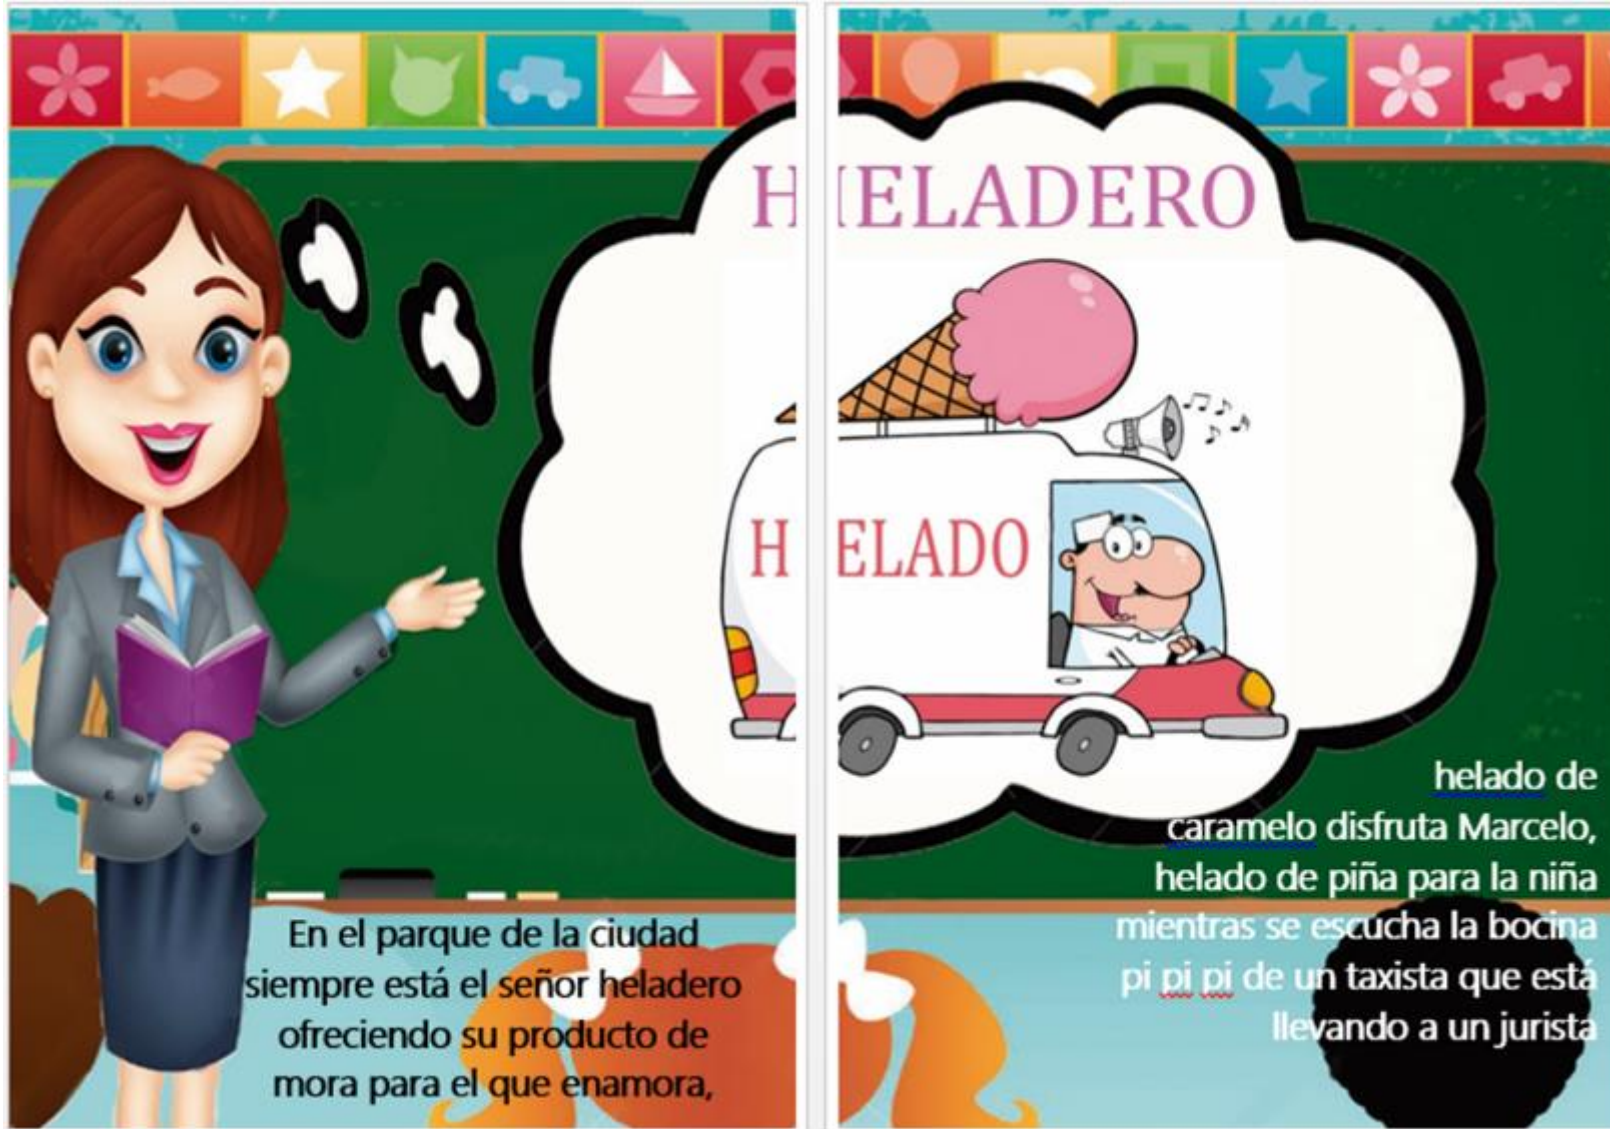 HIELADERO
HELADO
En el parque de la ciudad
siempre está el señor heladero
ofreciendo su producto de
mora para el que enamora,
helado de
caramelo disfruta Marcelo,
helado de piña para la niña
mientras se escucha la bocina
pi pi pi de un taxista que está
llevando a un jurista